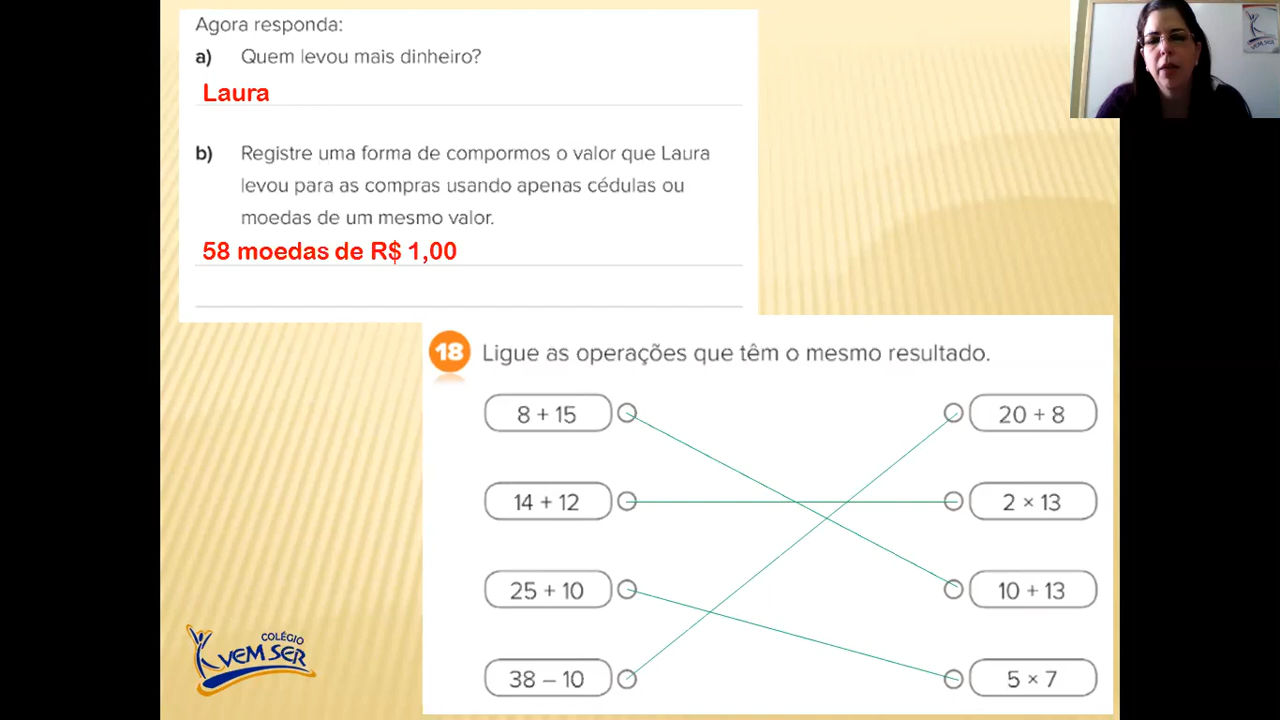 Agora responda:
a) Quem levou mais dinheiro?
Laura
b) Registre uma forma de compormos o valor que Laura
levou para as compras usando apenas cédulas ou
moedas de um mesmo valor.
58 moedas de R$ 1,00
18 Ligue as operações que têm o mesmo resultado.
8 + 15
20 + 8
14 + 12
2 × 13
25 + 10
10 + 13
38 – 10
5 × 7
COLÉGIO
VEM SER
VEM SER